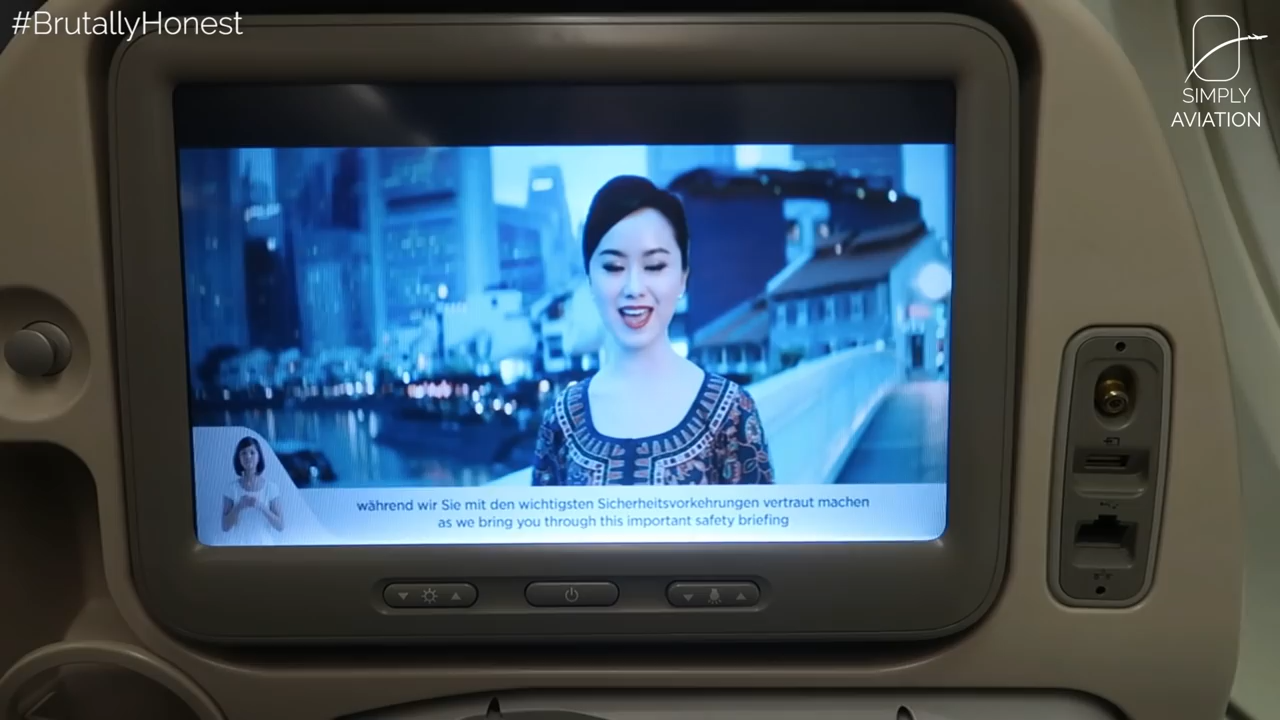 #BrutallyHonest
SIMPLY
AVIATION
während wir Sie mit den wichtigsten Sicherheitsvorkehrungen vertraut machen
as we bring you through this important safety briefing